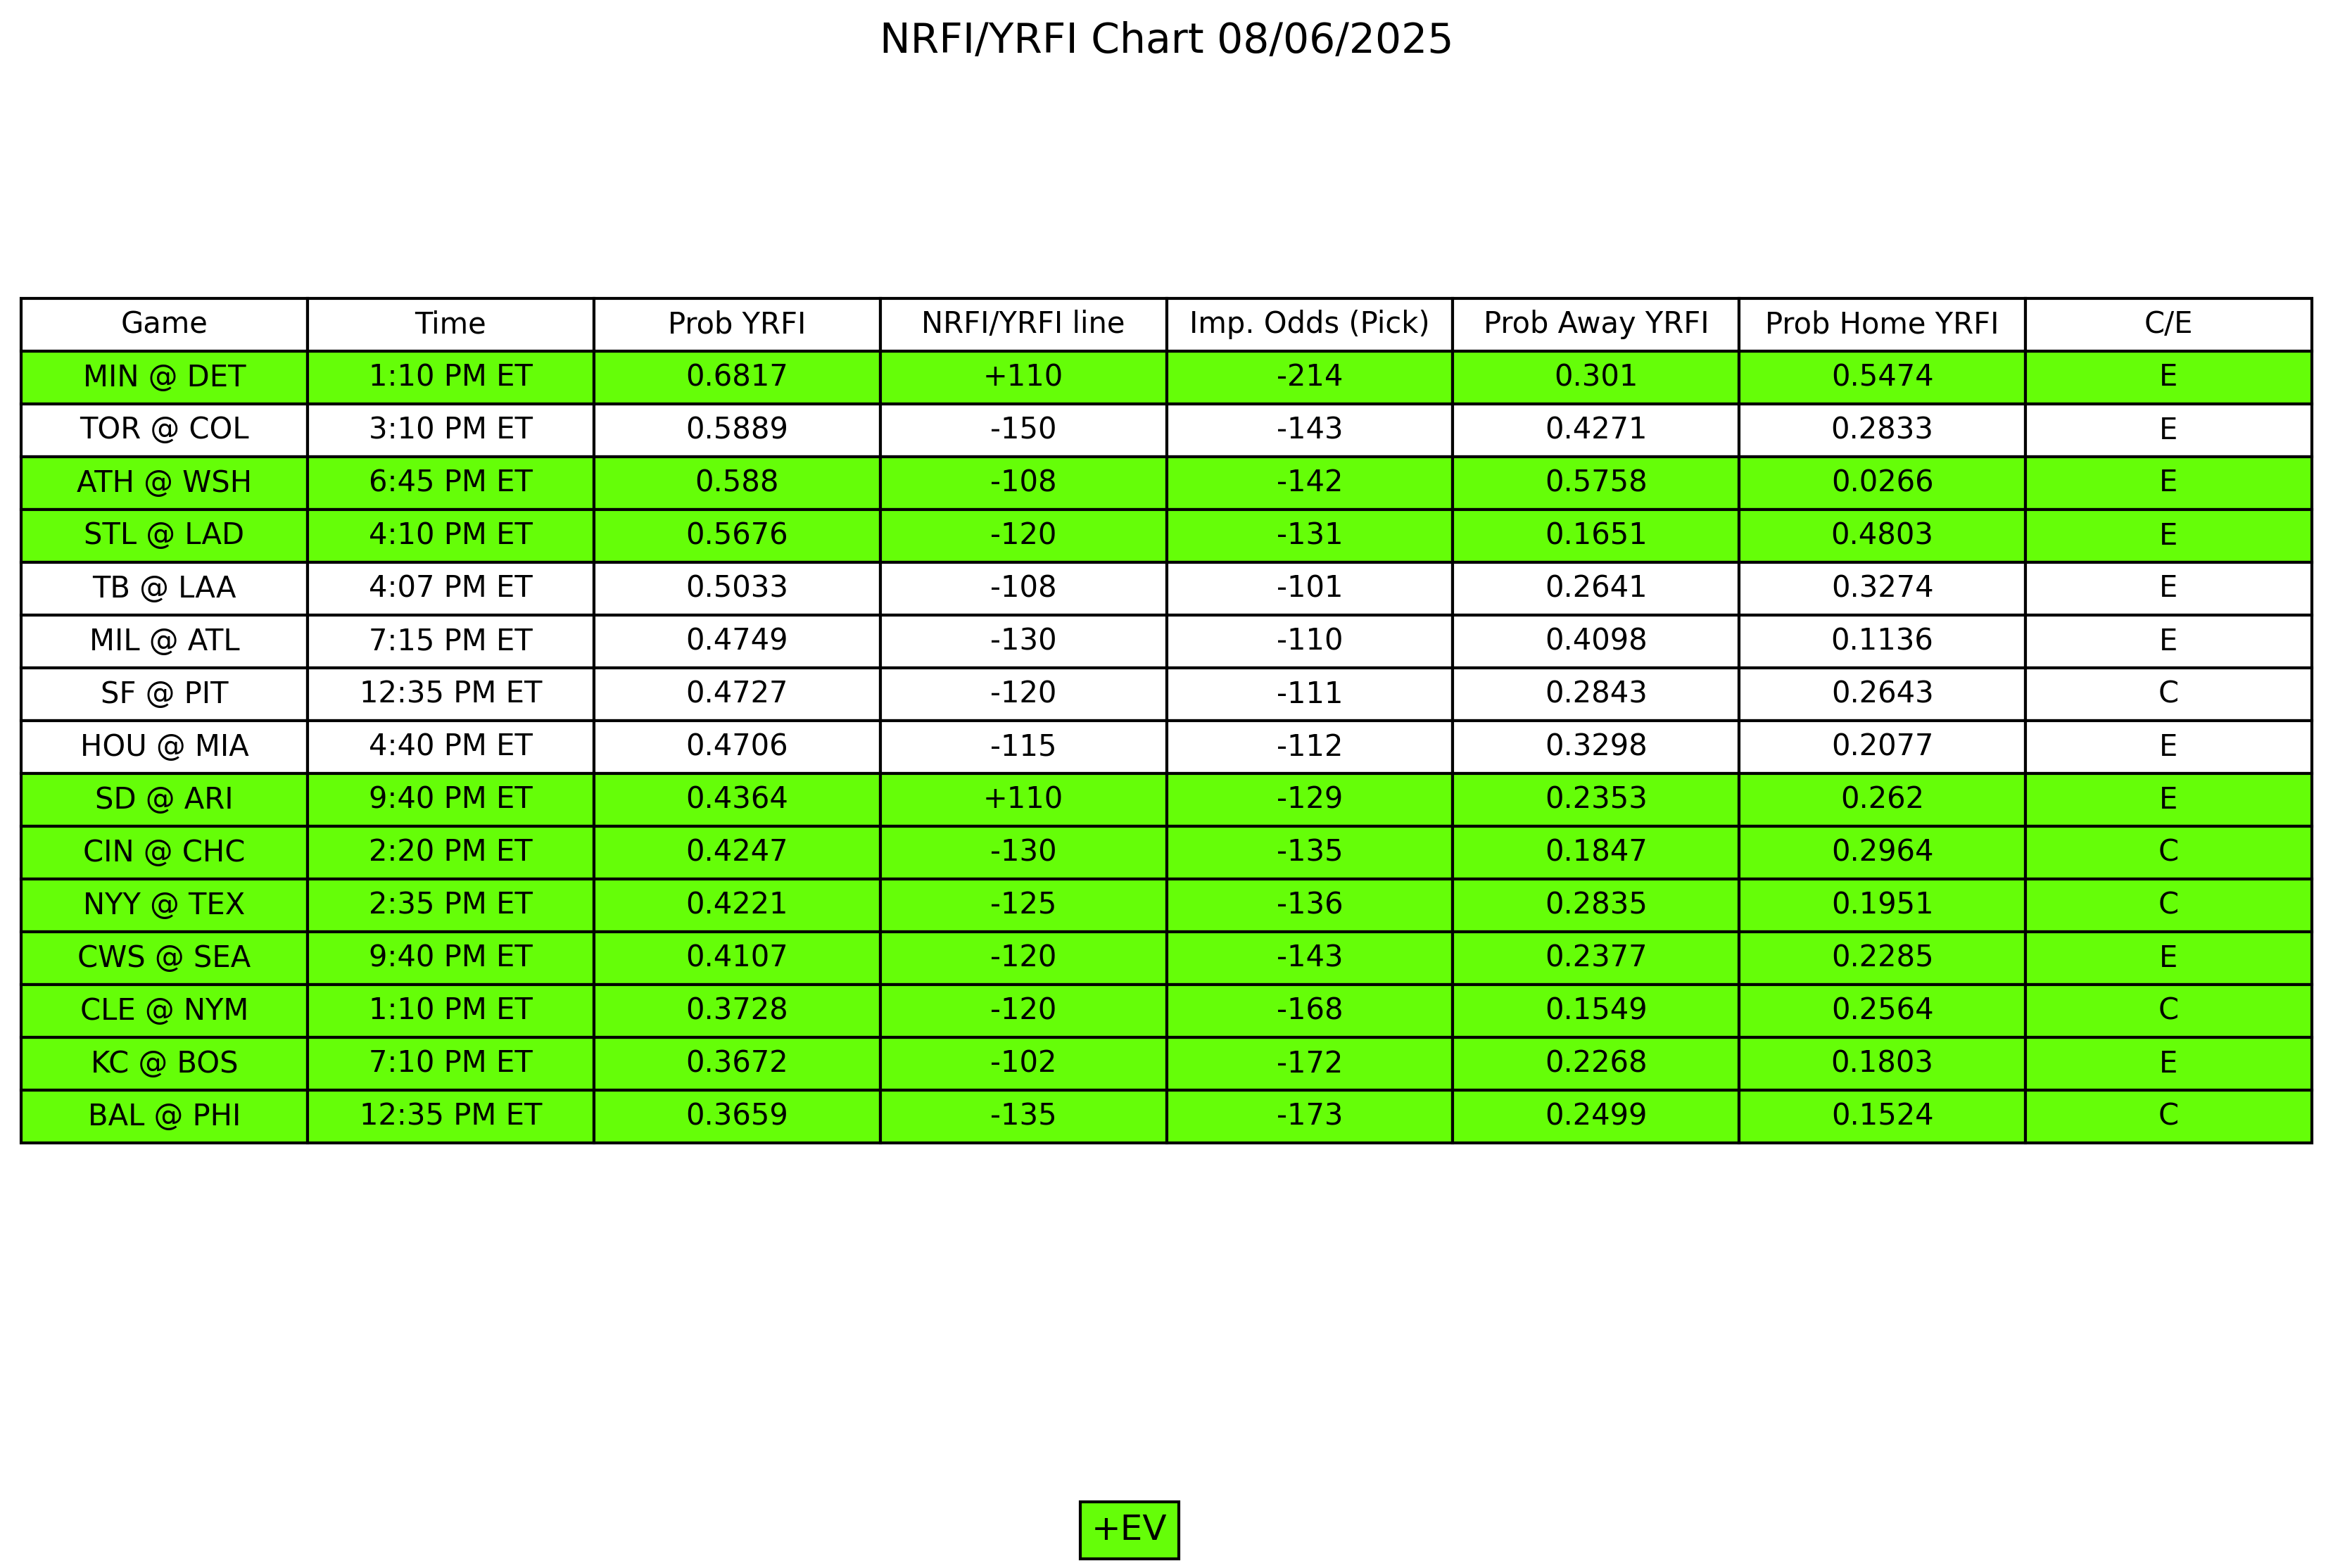 NRFI/YRFI Chart 08/06/2025
Game Time Prob YRFI NRFI/YRFI line Imp. Odds (Pick) Prob Away YRFI Prob Home YRFI C/E
MIN @ DET 1:10 PM ET 0.6817 +110 -214 0.301 0.5474 E
TOR @ COL 3:10 PM ET 0.5889 -150 -143 0.4271 0.2833 E
ATH @ WSH 6:45 PM ET 0.588 -108 -142 0.5758 0.0266 E
STL @ LAD 4:10 PM ET 0.5676 -120 -131 0.1651 0.4803 E
TB @ LAA 4:07 PM ET 0.5033 -108 -101 0.2641 0.3274 E
MIL @ ATL 7:15 PM ET 0.4749 -130 -110 0.4098 0.1136 E
SF @ PIT 12:35 PM ET 0.4727 -120 -111 0.2843 0.2643 C
HOU @ MIA 4:40 PM ET 0.4706 -115 -112 0.3298 0.2077 E
SD @ ARI 9:40 PM ET 0.4364 +110 -129 0.2353 0.262 E
CIN @ CHC 2:20 PM ET 0.4247 -130 -135 0.1847 0.2964 C
NYY @ TEX 2:35 PM ET 0.4221 -125 -136 0.2835 0.1951 C
CWS @ SEA 9:40 PM ET 0.4107 -120 -143 0.2377 0.2285 E
CLE @ NYM 1:10 PM ET 0.3728 -120 -168 0.1549 0.2564 C
KC @ BOS 7:10 PM ET 0.3672 -102 -172 0.2268 0.1803 E
BAL @ PHI 12:35 PM ET 0.3659 -135 -173 0.2499 0.1524 C
+EV